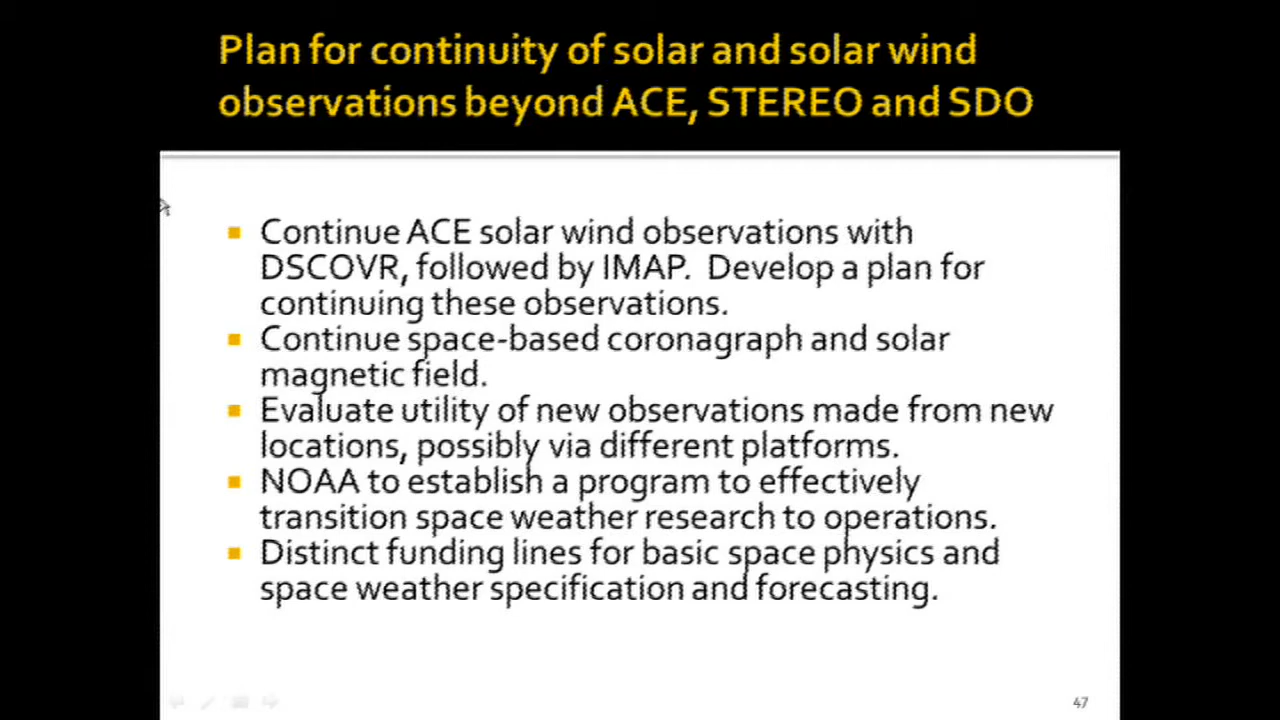 Plan for continuity of solar and solar wind
observations beyond ACE, STEREO and SDO
Continue ACE solar wind observations with
DSCOVR, followed by IMAP. Develop a plan for
continuing these observations.
Continue space-based coronagraph and solar
magnetic field.
Evaluate utility of new observations made from new
locations, possibly via different platforms.
NOAA to establish a program to effectively
transition space weather research to operations.
Distinct funding lines for basic space physics and
space weather specification and forecasting.
47